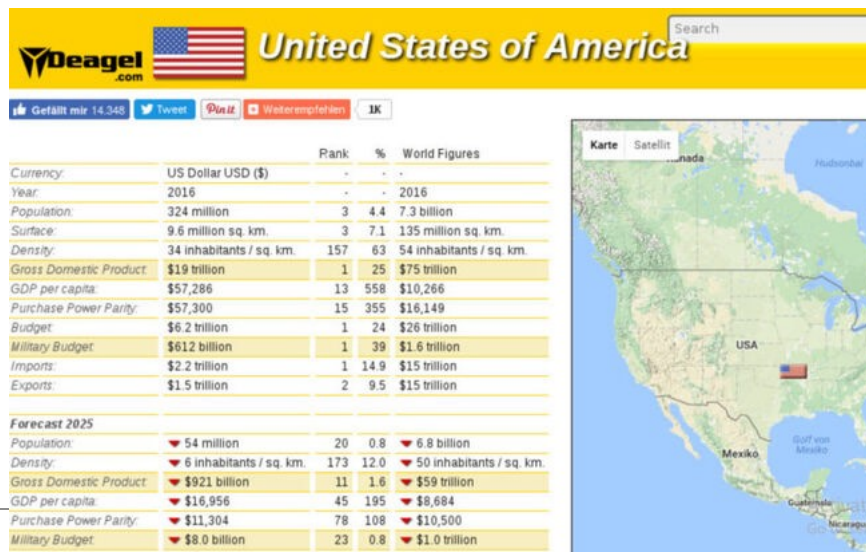 Deagel
.com
United States of America
Search
Gefällt mir 14.348 Tweet Pin it Weiterempfehlen 1K
Rank % World Figures
Currency: US Dollar USD ($) - - -
Year: 2016 - - 2016
Population: 324 million 3 4.4 7.3 billion
Surface: 9.6 million sq. km. 3 7.1 135 million sq. km.
Density: 34 inhabitants / sq. km. 157 63 54 inhabitants / sq. km.
Gross Domestic Product: $19 trillion 1 25 $75 trillion
GDP per capita: $57,286 13 558 $10,266
Purchase Power Parity: $57,300 15 355 $16,149
Budget: $6.2 trillion 1 24 $26 trillion
Military Budget: $612 billion 1 39 $1.6 trillion
Imports: $2.2 trillion 1 14.9 $15 trillion
Exports: $1.5 trillion 2 9.5 $15 trillion
Forecast 2025
Population: 54 million 20 0.8 6.8 billion
Density: 6 inhabitants / sq. km. 173 12.0 50 inhabitants / sq. km.
Gross Domestic Product: $921 billion 11 1.6 $59 trillion
GDP per capita: $16,956 45 195 $8,684
Purchase Power Parity: $11,304 78 108 $10,500
Military Budget: $8.0 billion 23 0.8 $1.0 trillion
Karte Satellit
nada
Hudsonbai
USA
Golf von
Mexiko
Mexiko
Guatemala
Nicaragu